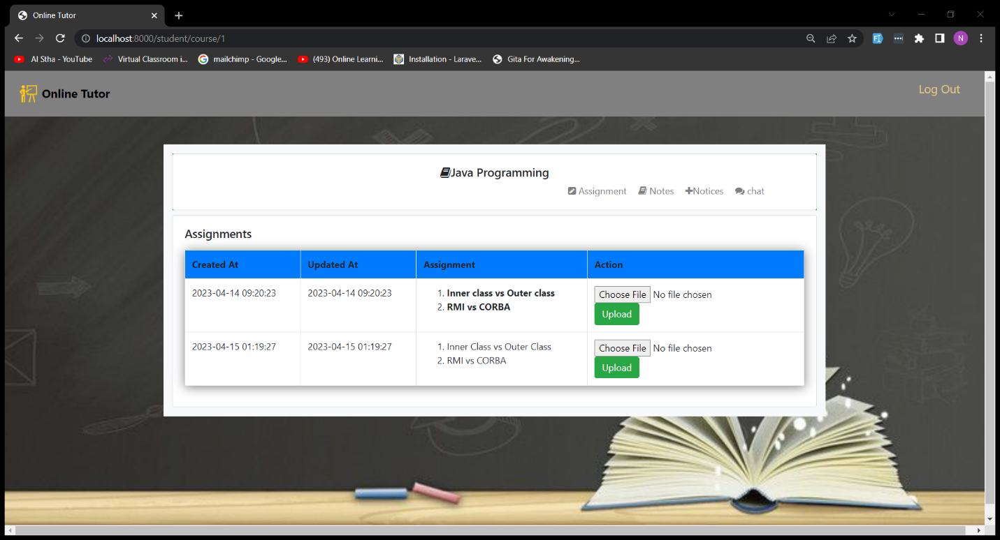 Online Tutor
localhost:8000/student/course/1
N
Al Stha - YouTube Virtual Classroom i... mailchimp - Google... (493) Online Learni... Installation - Larave... Gita For Awakening...
Online Tutor Log Out
Java Programming
Assignment Notes Notices chat
Assignments
Created At Updated At Assignment Action
2023-04-14 09:20:23 2023-04-14 09:20:23 1. Inner class vs Outer class Choose File No file chosen
2. RMI vs CORBA
Upload
2023-04-15 01:19:27 2023-04-15 01:19:27 1. Inner Class vs Outer Class Choose File No file chosen
2. RMI vs CORBA
Upload